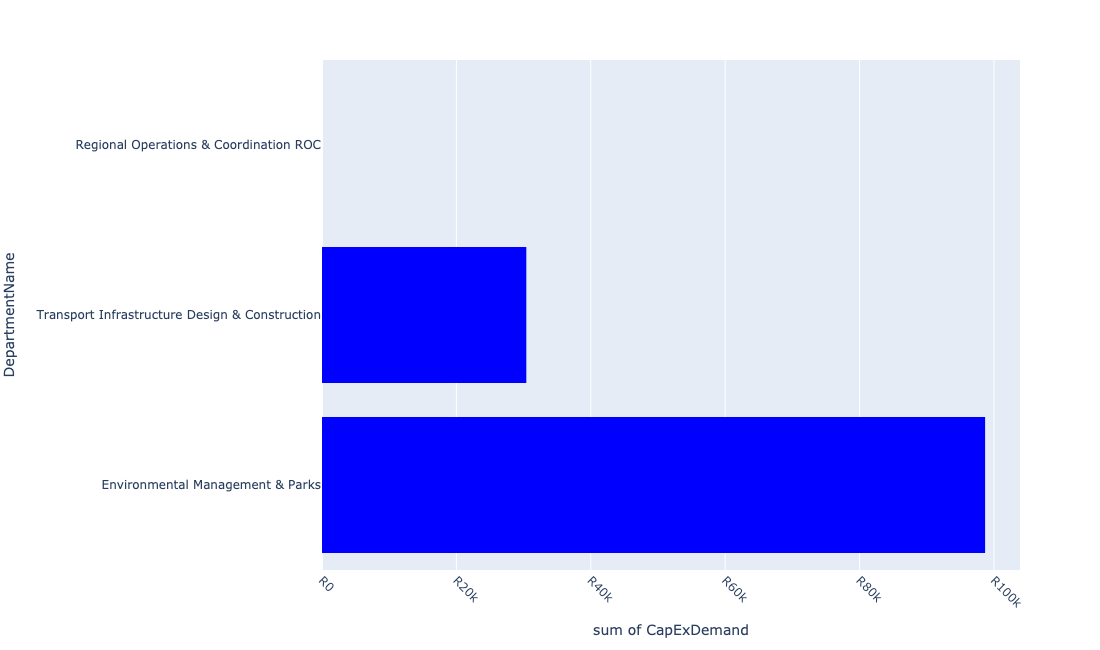 Regional Operations & Coordination ROC
Transport Infrastructure Design & Construction
Environmental Management & Parks
DepartmentName
R0
R20k
R40k
R60k
R80k
R100k
sum of CapExDemand